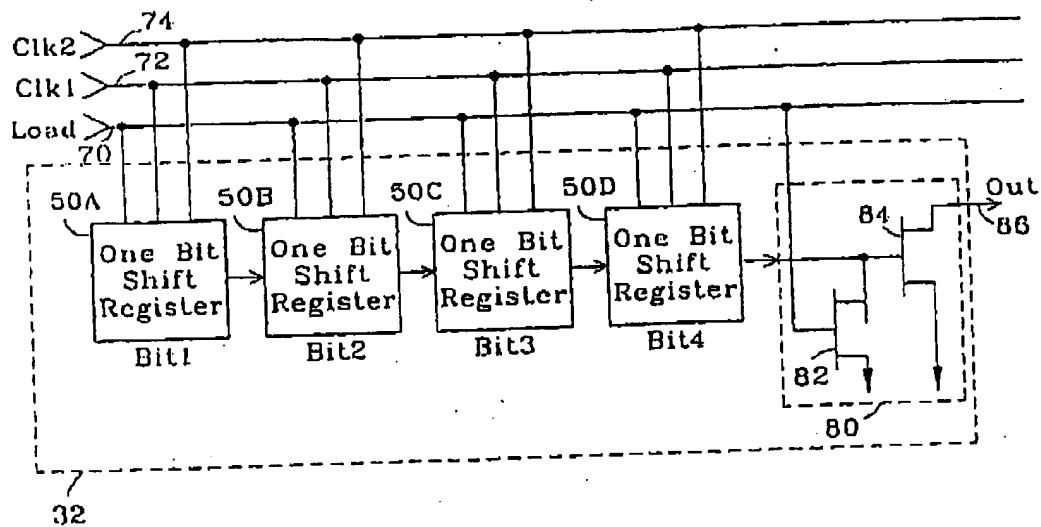 Clk2
74
Clk1
72
Load
70
50A
50B
50C
50D
Out
84
86
One Bit
Shift
Register
One Bit
Shift
Register
One Bit
Shift
Register
One Bit
Shift
Register
Bit1
Bit2
Bit3
Bit4
82
80
32